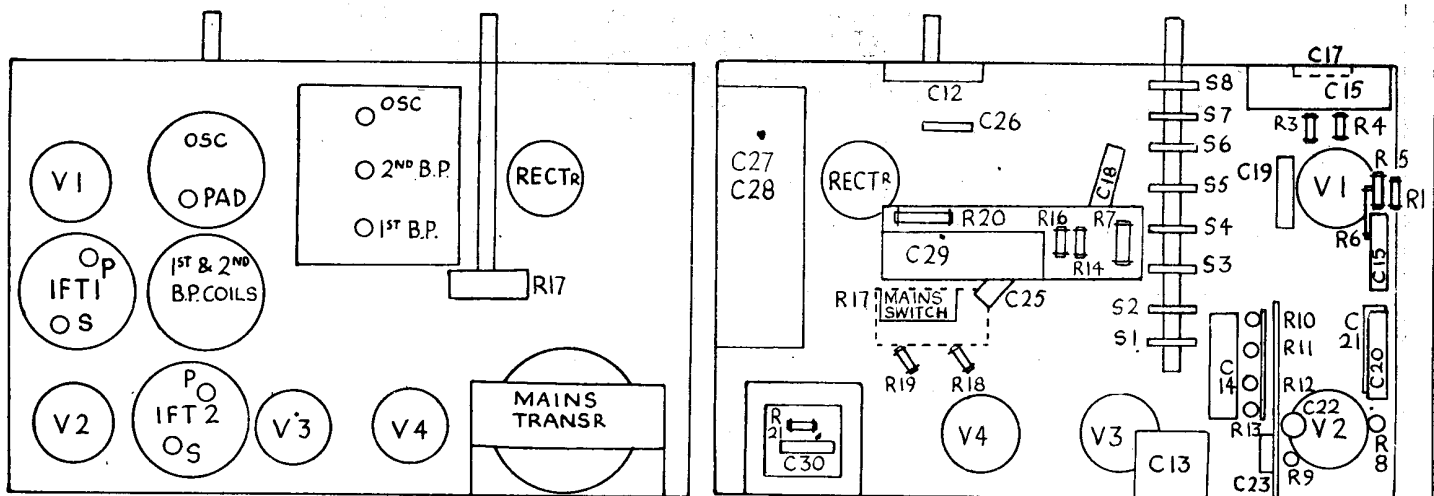 OSC
PAD
V1
OSC
2ND B.P.
1ST B.P.
RECTR
IFT1
P
S
1ST & 2ND
B.P. COILS
R17
V2
P
IFT 2
S
V3
V4
MAINS
TRANSR
C17
C15
C12
C26
S8
S7
S6
S5
S4
S3
S2
S1
R3
R4
C27
C28
RECTR
C18
C19
V1
R5
R1
R6
C15
R20
R16
R7
C29
R14
R17
MAINS
SWITCH
C25
R19
R18
R10
R11
C
14
R12
R13
C
21
C20
C22
V2
R
8
R9
C23
R
21
C30
V4
V3
C13